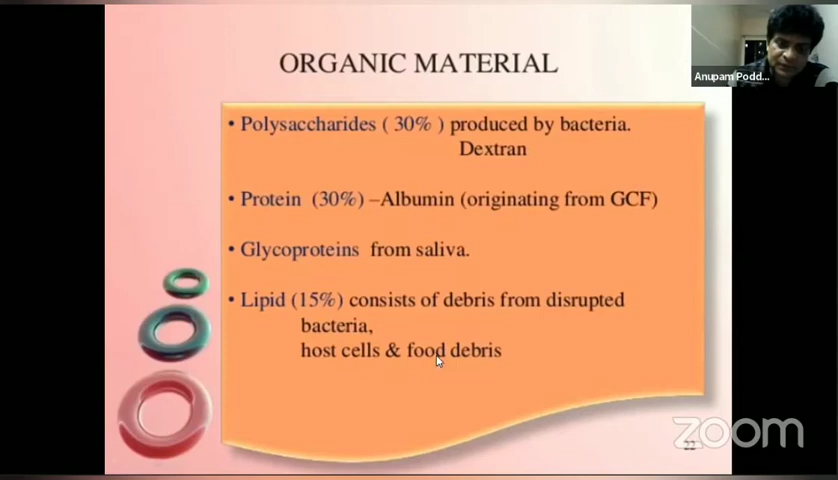 ORGANIC MATERIAL
Anupam Podd...
• Polysaccharides ( 30% ) produced by bacteria.
Dextran
• Protein (30%) –Albumin (originating from GCF)
• Glycoproteins from saliva.
• Lipid (15%) consists of debris from disrupted
bacteria,
host cells & food debris
zoom
22